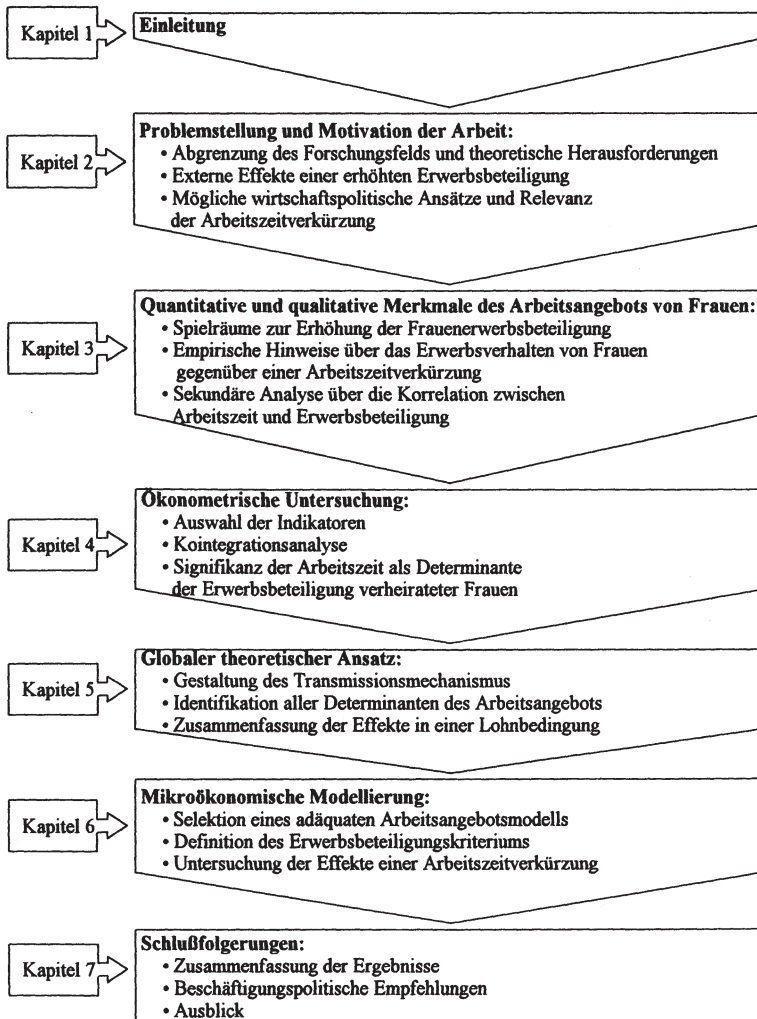 Kapitel 1
Einleitung
Kapitel 2
Problemstellung und Motivation der Arbeit:
• Abgrenzung des Forschungsfelds und theoretische Herausforderungen
• Externe Effekte einer erhöhten Erwerbsbeteiligung
• Mögliche wirtschaftspolitische Ansätze und Relevanz
der Arbeitszeitverkürzung
Kapitel 3
Quantitative und qualitative Merkmale des Arbeitsangebots von Frauen:
• Spielräume zur Erhöhung der Frauenerwerbsbeteiligung
• Empirische Hinweise über das Erwerbsverhalten von Frauen
gegenüber einer Arbeitszeitverkürzung
• Sekundäre Analyse über die Korrelation zwischen
Arbeitszeit und Erwerbsbeteiligung
Kapitel 4
Ökonometrische Untersuchung:
• Auswahl der Indikatoren
• Kointegrationsanalyse
• Signifikanz der Arbeitszeit als Determinante
der Erwerbsbeteiligung verheirateter Frauen
Kapitel 5
Globaler theoretischer Ansatz:
• Gestaltung des Transmissionsmechanismus
• Identifikation aller Determinanten des Arbeitsangebots
• Zusammenfassung der Effekte in einer Lohnbedingung
Kapitel 6
Mikroökonomische Modellierung:
• Selektion eines adäquaten Arbeitsangebotsmodells
• Definition des Erwerbsbeteiligungskriteriums
• Untersuchung der Effekte einer Arbeitszeitverkürzung
Kapitel 7
Schlußfolgerungen:
• Zusammenfassung der Ergebnisse
• Beschäftigungspolitische Empfehlungen
• Ausblick